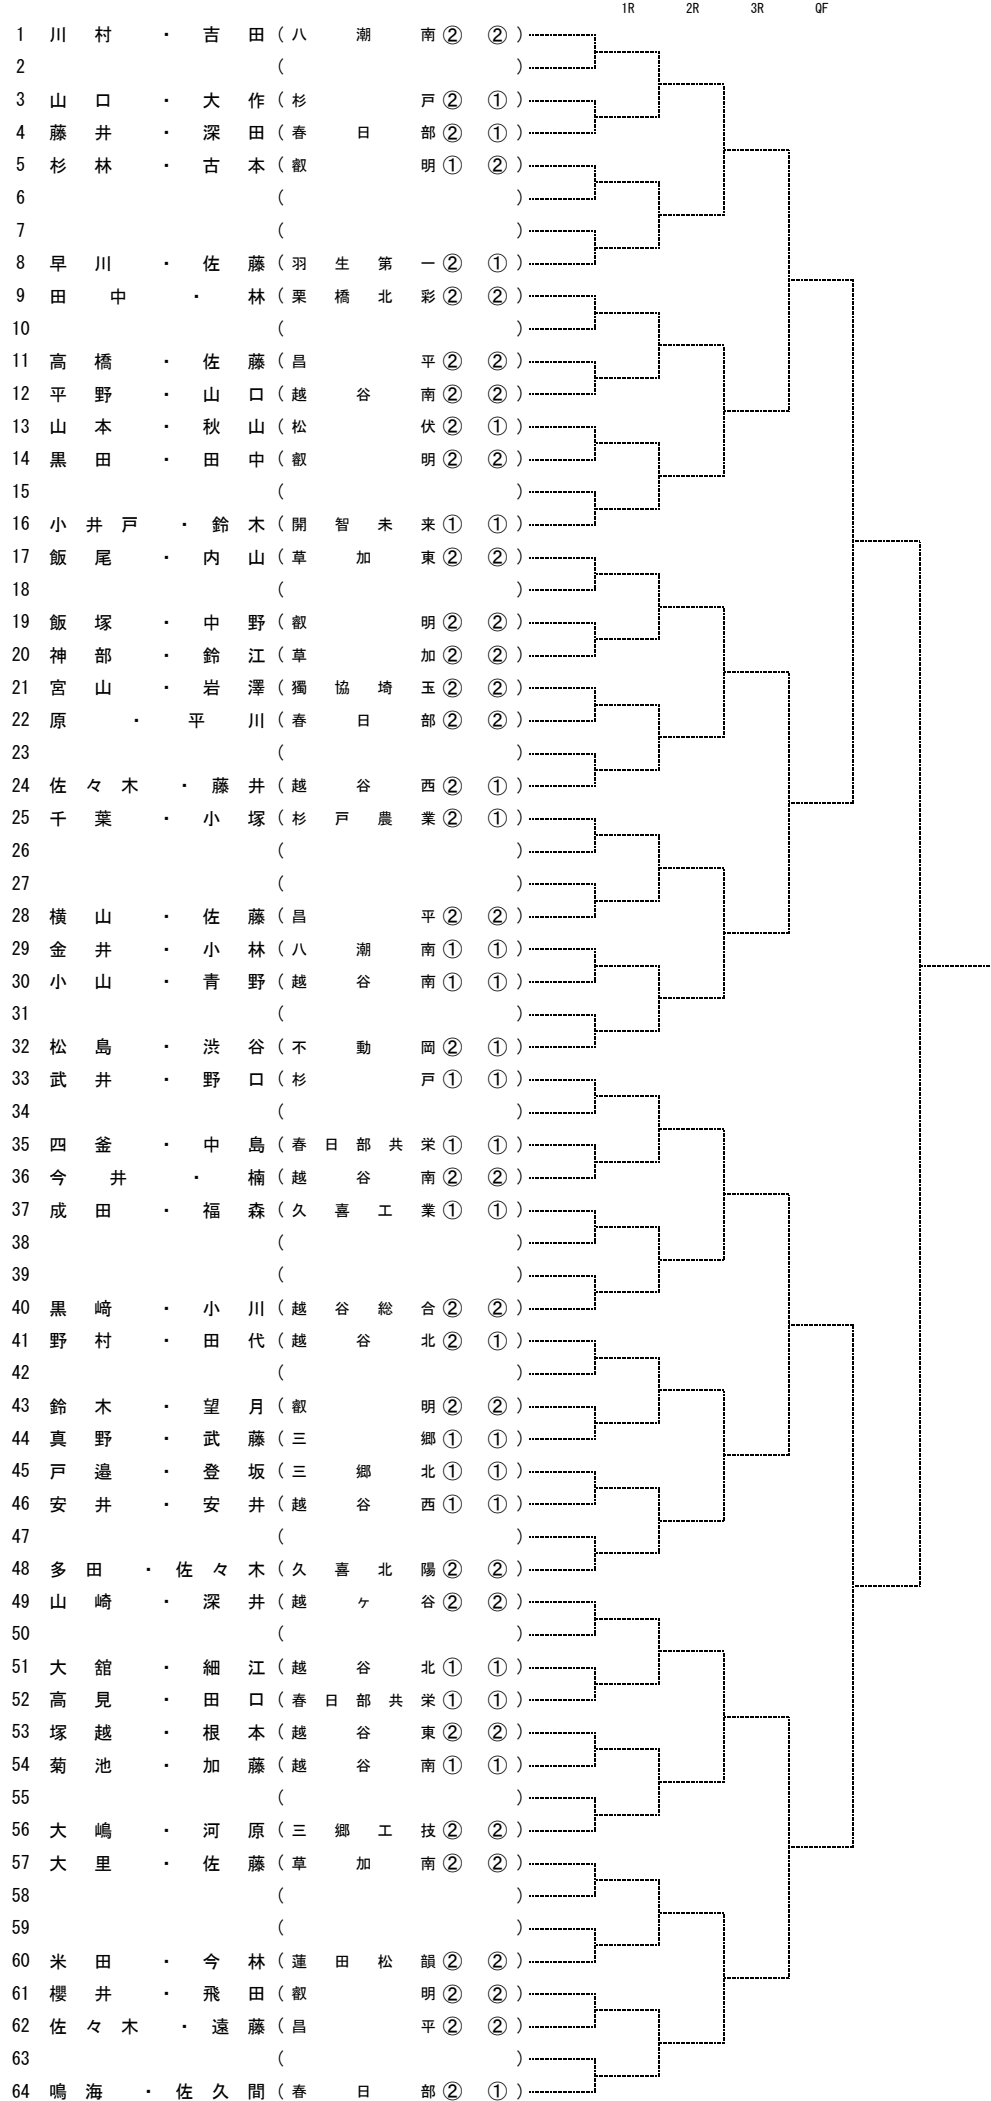 1R 2R 3R QF
1 川村・吉田(八潮南② ②)
2 ( )
3 山口・大作(杉戸② ①)
4 藤井・深田(春日部② ①)
5 杉林・古本(叡明① ②)
6 ( )
7 ( )
8 早川・佐藤(羽生第一② ①)
9 田中・林(栗橋北彩② ②)
10 ( )
11 高橋・佐藤(昌平② ②)
12 平野・山口(越谷南② ②)
13 山本・秋山(松伏② ①)
14 黒田・田中(叡明② ②)
15 ( )
16 小井戸・鈴木(開智未来① ①)
17 飯尾・内山(草加東② ②)
18 ( )
19 飯塚・中野(叡明② ②)
20 神部・鈴江(草加② ②)
21 宮山・岩澤(獨協埼玉② ②)
22 原・平川(春日部② ②)
23 ( )
24 佐々木・藤井(越谷西② ①)
25 千葉・小塚(杉戸農業② ①)
26 ( )
27 ( )
28 横山・佐藤(昌平② ②)
29 金井・小林(八潮南① ①)
30 小山・青野(越谷南① ①)
31 ( )
32 松島・渋谷(不動岡② ①)
33 武井・野口(杉戸① ①)
34 ( )
35 四釜・中島(春日部共栄① ①)
36 今井・楠(越谷南② ②)
37 成田・福森(久喜工業① ①)
38 ( )
39 ( )
40 黒﨑・小川(越谷総合② ②)
41 野村・田代(越谷北② ①)
42 ( )
43 鈴木・望月(叡明② ②)
44 真野・武藤(三郷① ①)
45 戸邉・登坂(三郷北① ①)
46 安井・安井(越谷西① ①)
47 ( )
48 多田・佐々木(久喜北陽② ②)
49 山崎・深井(越ヶ谷② ②)
50 ( )
51 大舘・細江(越谷北① ①)
52 高見・田口(春日部共栄① ①)
53 塚越・根本(越谷東② ②)
54 菊池・加藤(越谷南① ①)
55 ( )
56 大嶋・河原(三郷工技② ②)
57 大里・佐藤(草加南② ②)
58 ( )
59 ( )
60 米田・今林(蓮田松韻② ②)
61 櫻井・飛田(叡明② ②)
62 佐々木・遠藤(昌平② ②)
63 ( )
64 鳴海・佐久間(春日部② ①)